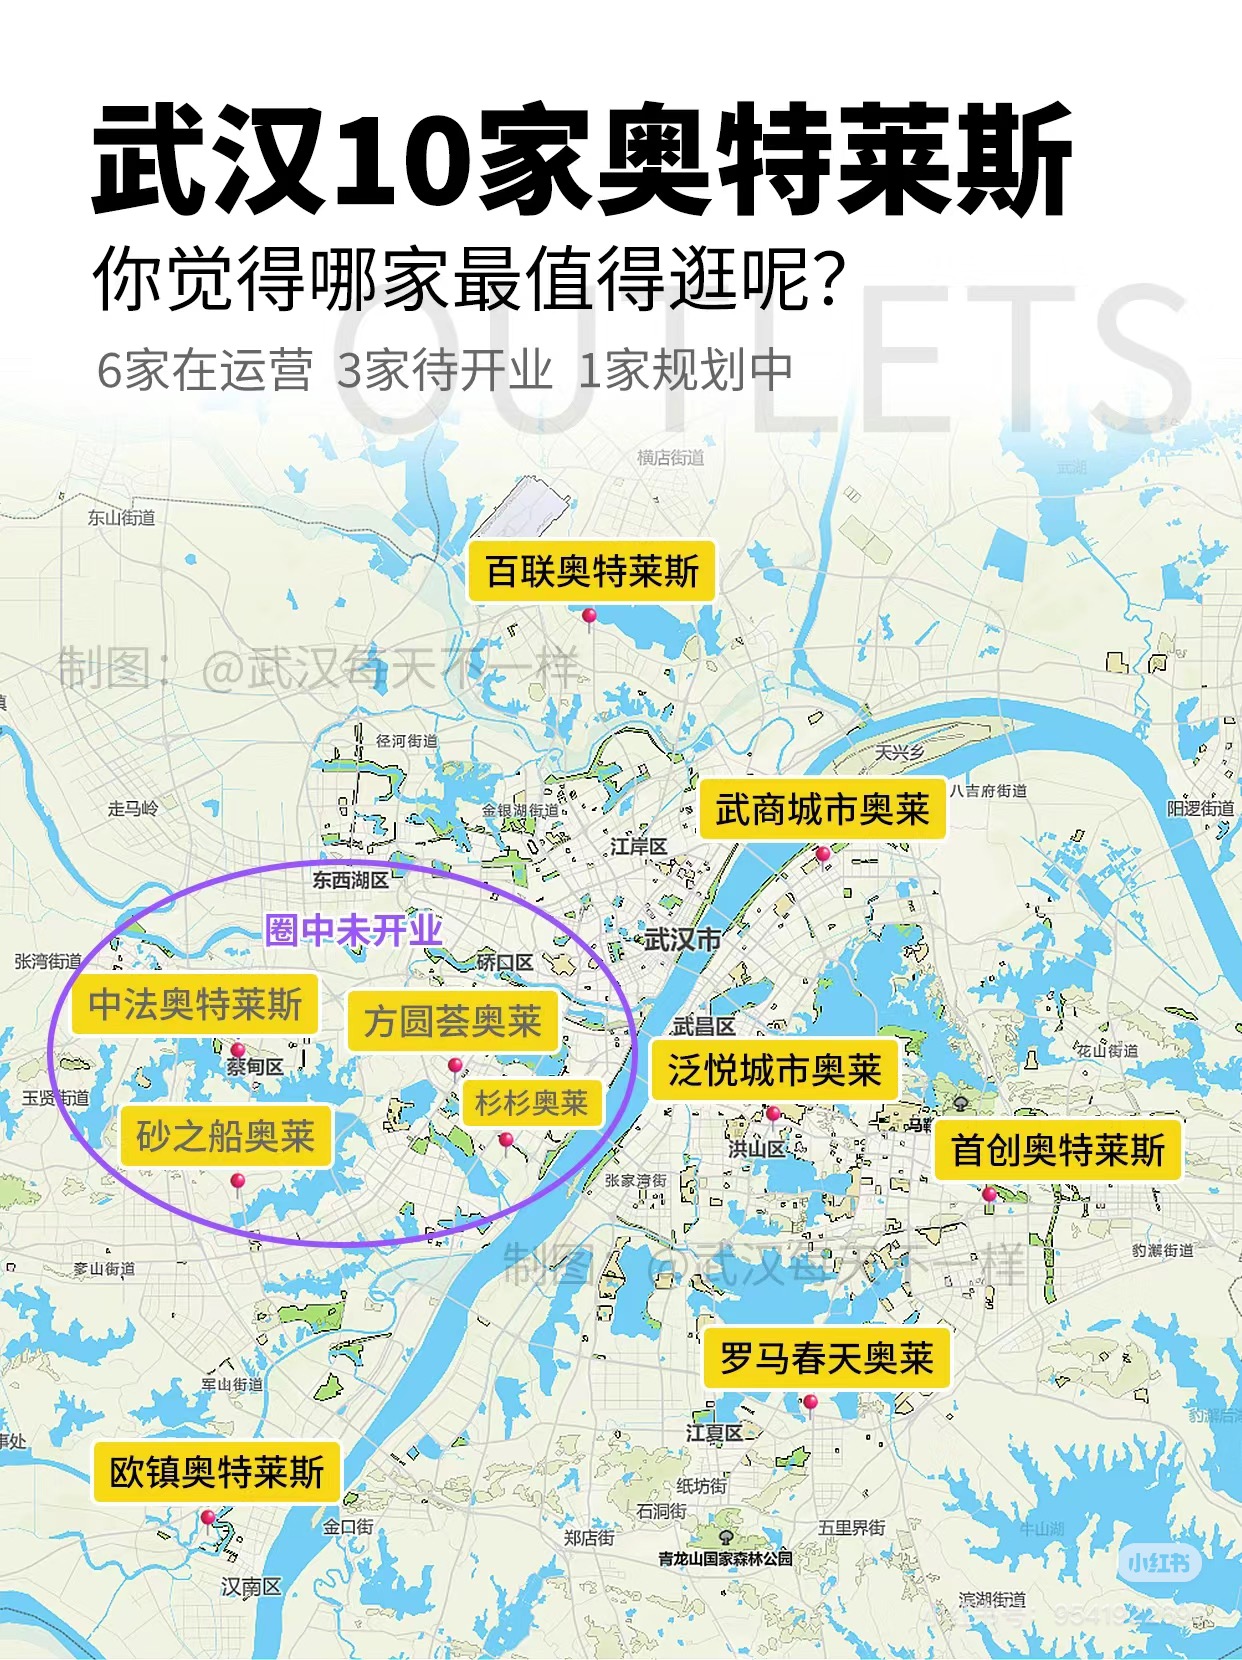 武汉10家奥特莱斯
你觉得哪家最值得逛呢？
OUTLETS
6家在运营 3家待开业 1家规划中
横店街道
武湖
东山街道
百联奥特莱斯
制图：@武汉每天不一样
径河街道
天兴乡
走马岭
金银湖街道
八吉府街道
阳逻街道
武商城市奥莱
江岸区
东西湖区
圈中未开业
武汉市
张湾街道
硚口区
中法奥特莱斯
方圆荟奥莱
武昌区
花山街道
蔡甸区
泛悦城市奥莱
玉贤街道
杉杉奥莱
砂之船奥莱
洪山区
首创奥特莱斯
张家湾街
豹澥街道
制图：@武汉每天不一样
奓山街道
罗马春天奥莱
军山街道
豹澥后湖
江夏区
事处
欧镇奥特莱斯
纸坊街
石洞街
金口街
郑店街
五里界街
牛山湖
青龙山国家森林公园
小红书
汉南区
滨湖街道